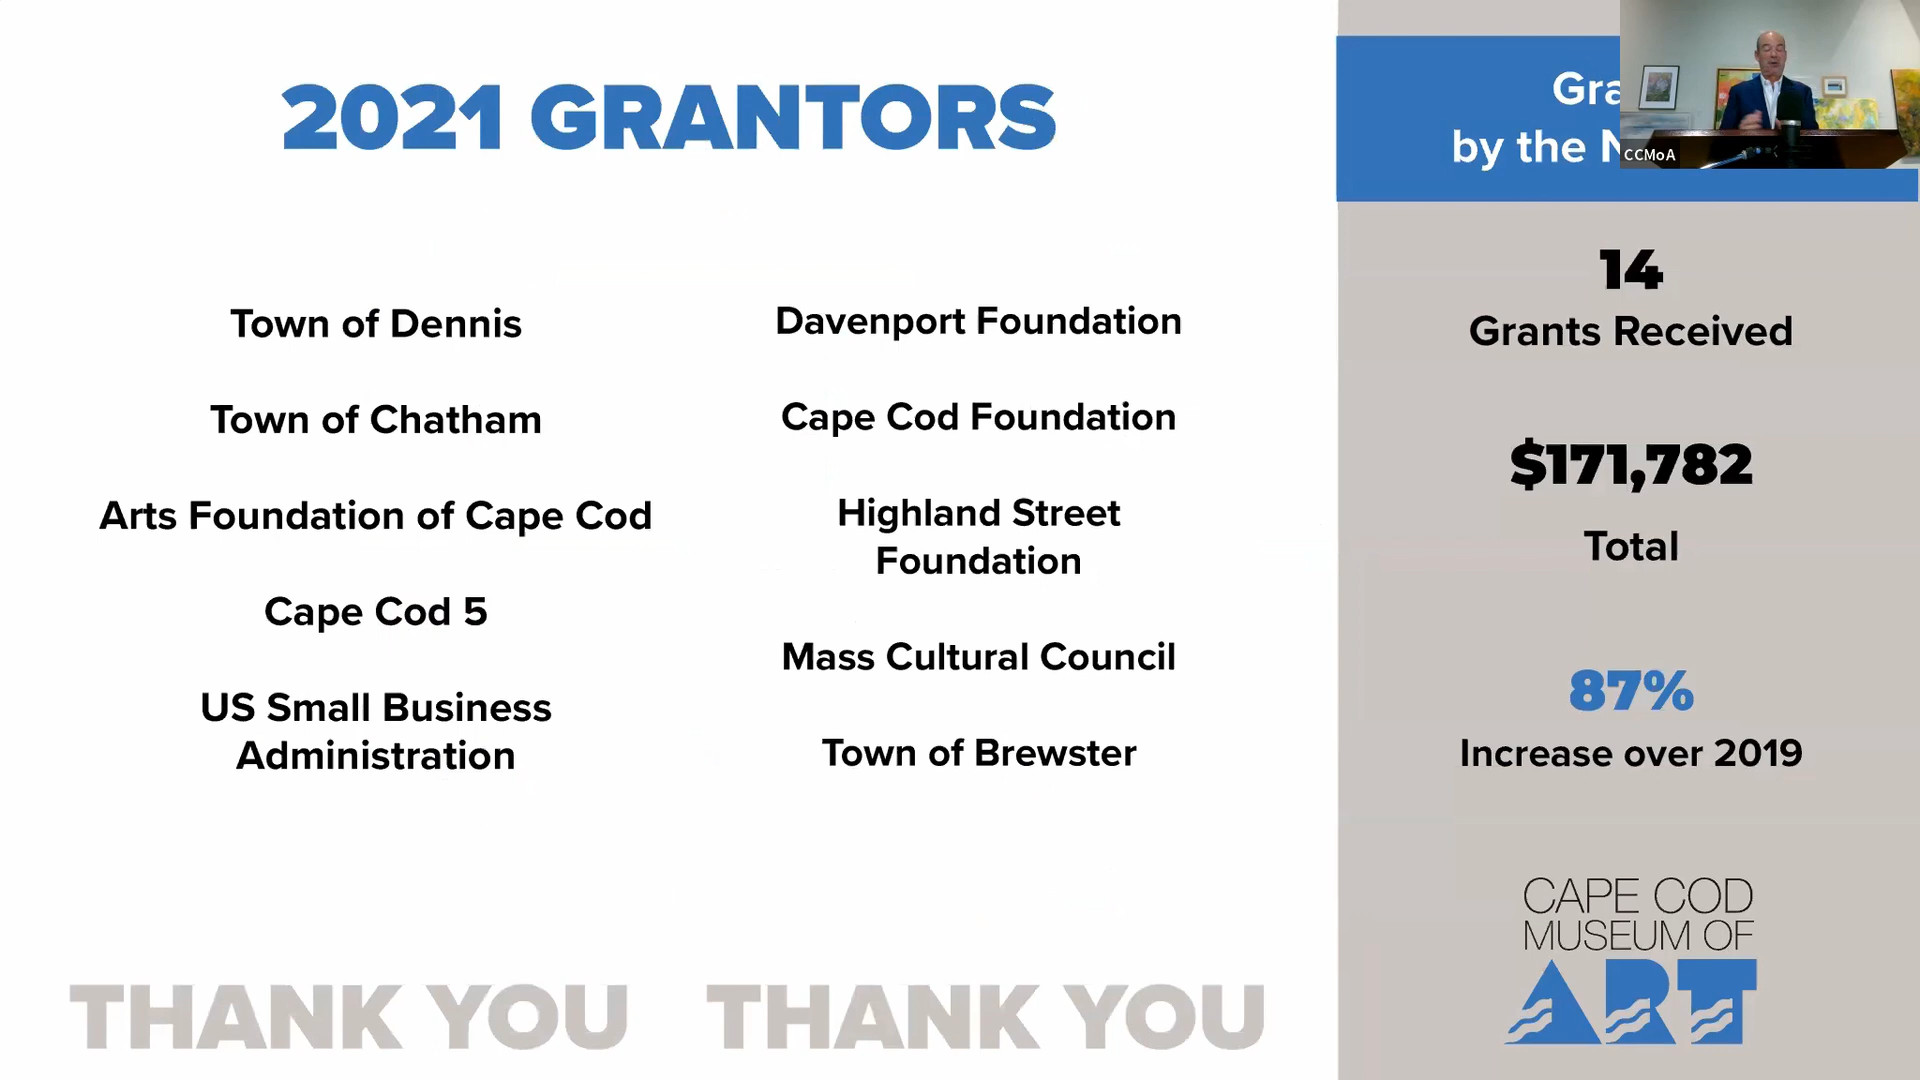 2021 GRANTORS
Town of Dennis
Town of Chatham
Arts Foundation of Cape Cod
Cape Cod 5
US Small Business
Administration
Davenport Foundation
Cape Cod Foundation
Highland Street
Foundation
Mass Cultural Council
Town of Brewster
THANK YOU THANK YOU
by the
CCMoA
14
Grants Received
$171,782
Total
87%
Increase over 2019
CAPE COD
MUSEUM OF
ART